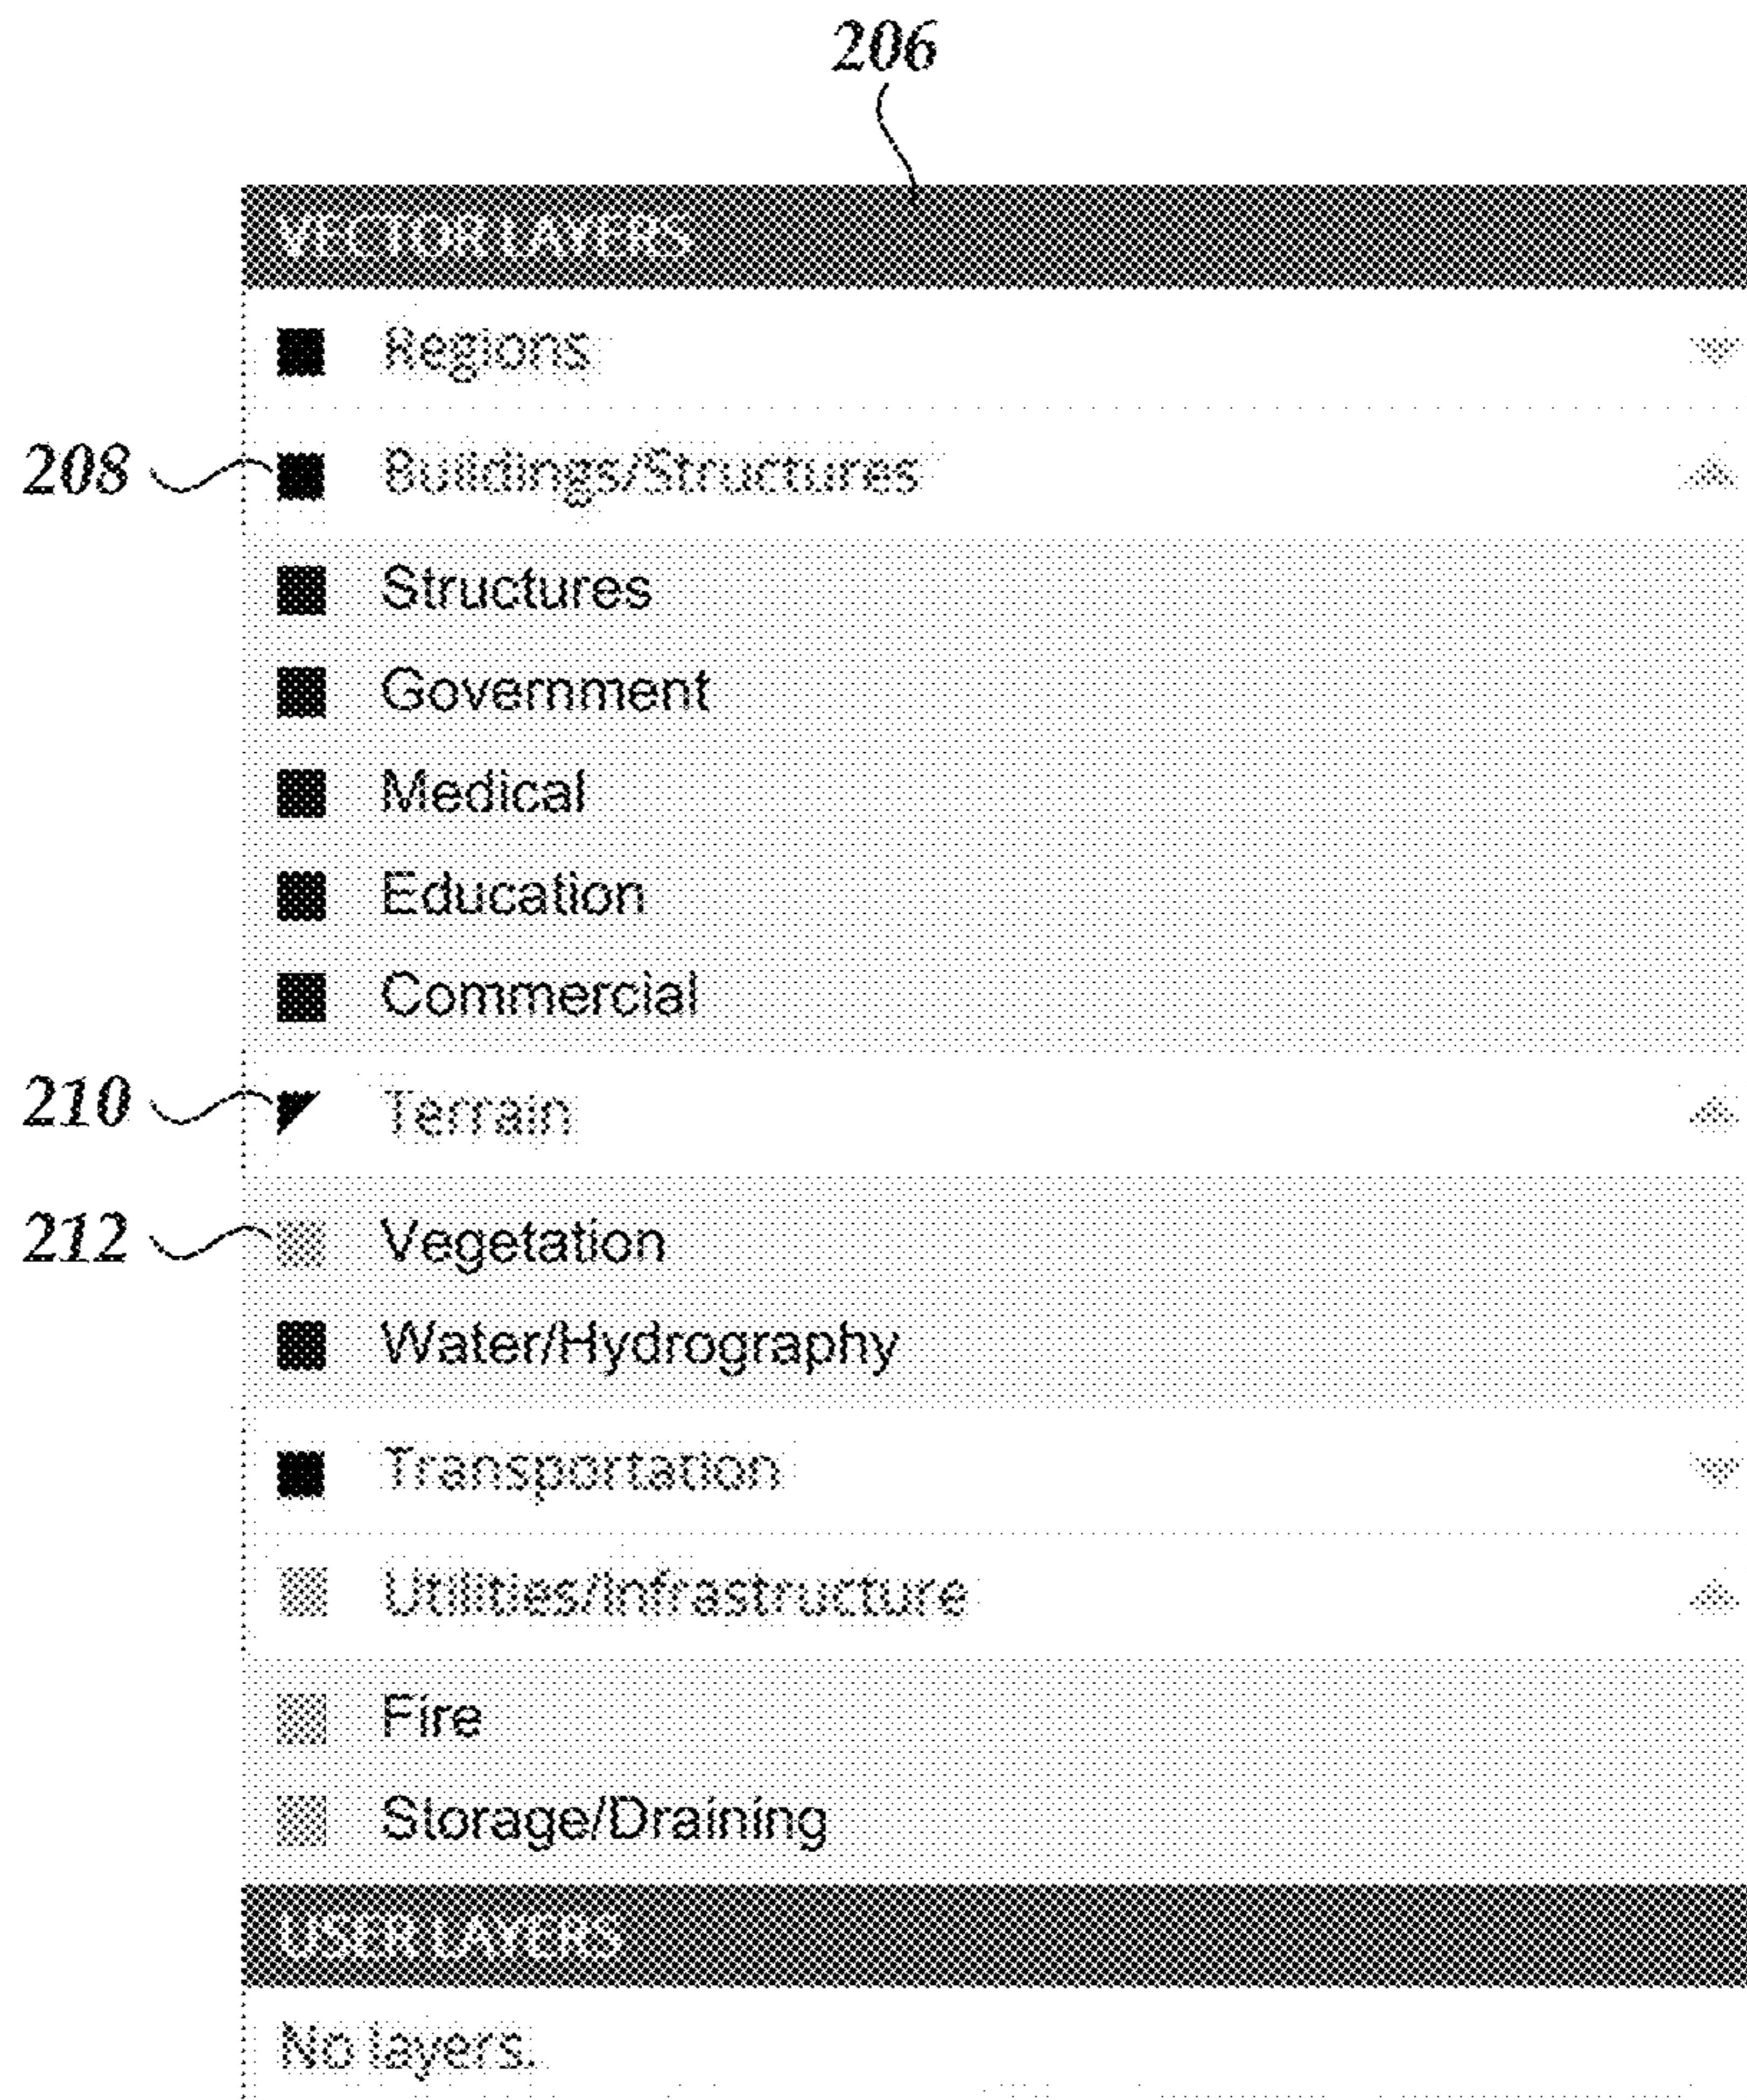 206
VECTOR LAYERS
Regions
208 Buildings/Structures
Structures
Government
Medical
Education
Commercial
210 Terrain
212 Vegetation
Water/Hydrography
Transportation
Utilities/Infrastructure
Fire
Storage/Draining
USER LAYERS
No layers.